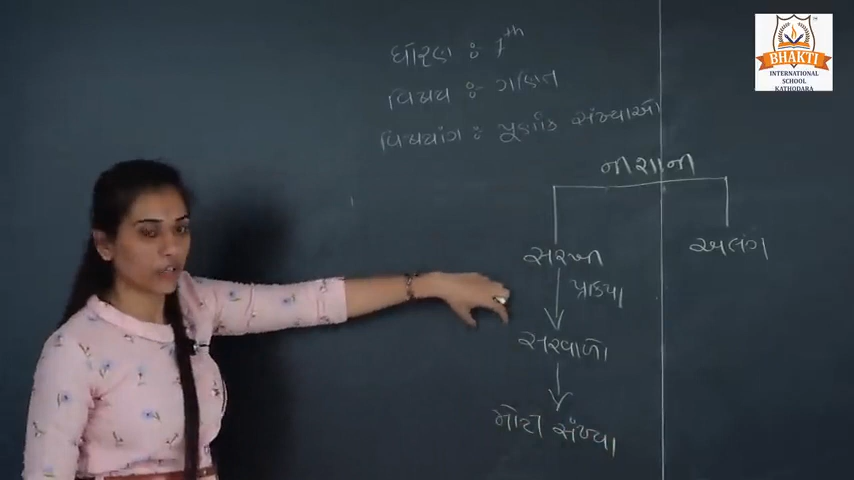 ધોરણ : 7th
વિષય : ગણિત
વિષયાંગ : પૂર્ણાંક સંખ્યાઓ
નીશાની
સરખી
અલગ
પ્રક્રિયા
સરવાળો
મોટી સંખ્યા
BHAKTI
INTERNATIONAL
SCHOOL
KATHODARA